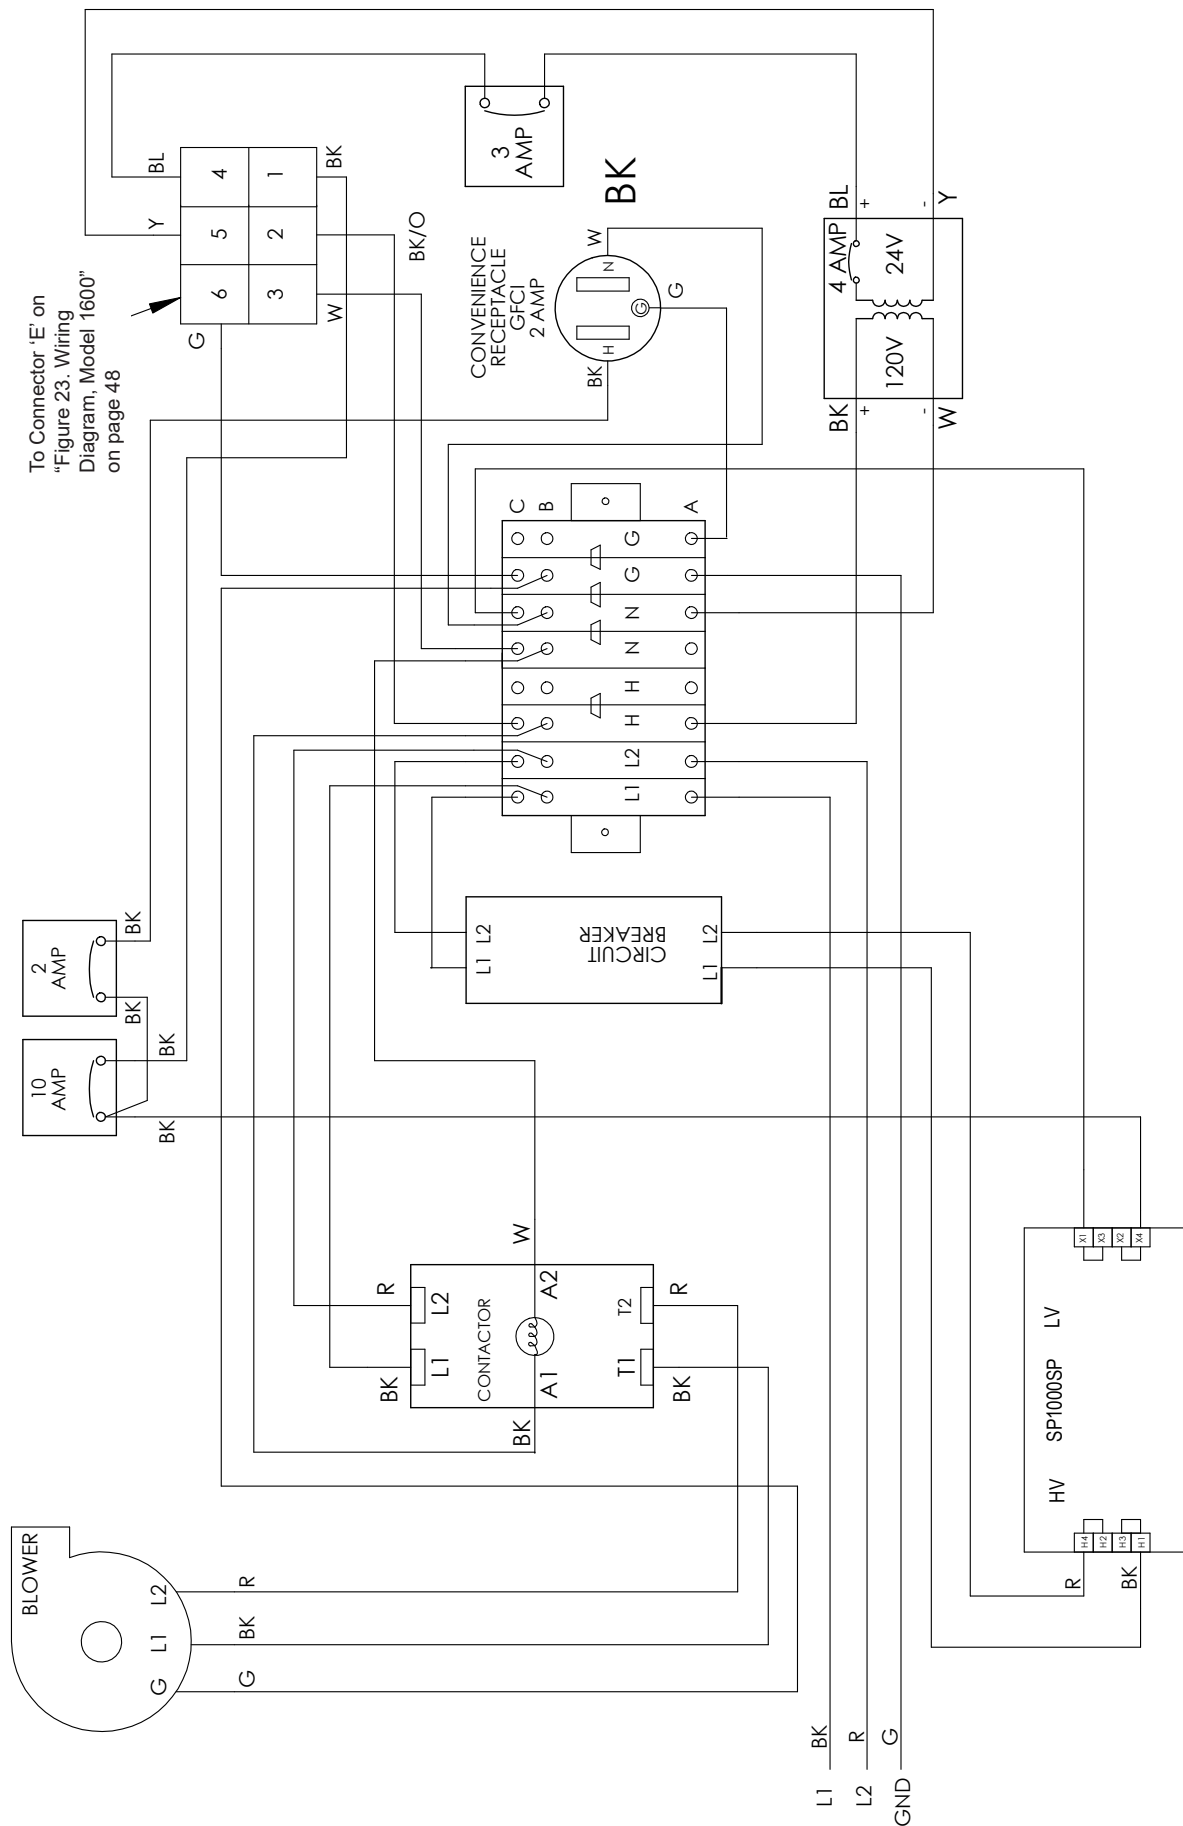 To Connector ‘E’ on
“Figure 23. Wiring
Diagram, Model 1600”
on page 48
BL
Y
G
4
5
6
1
2
3
BK
BK/O
W
3
AMP
BK
CONVENIENCE
RECEPTACLE
GFCI
2 AMP
W
N
G
G
H
BK
BL
+
-
Y
4 AMP
24V
120V
BK
+
-
W
2
AMP
BK
BK
10
AMP
BK
BK
C
B
A
G
G
N
N
H
H
L2
L1
L1
L2
CIRCUIT
BREAKER
L1
L2
R
BK
L2
L1
CONTACTOR
W
A2
A1
BK
T2
T1
R
BK
BLOWER
L2
L1
G
R
BK
G
L1
BK
L2
R
GND
G
HV
SP1000SP
LV
X1
X3
X2
X4
H4
H2
H3
H1
R
BK